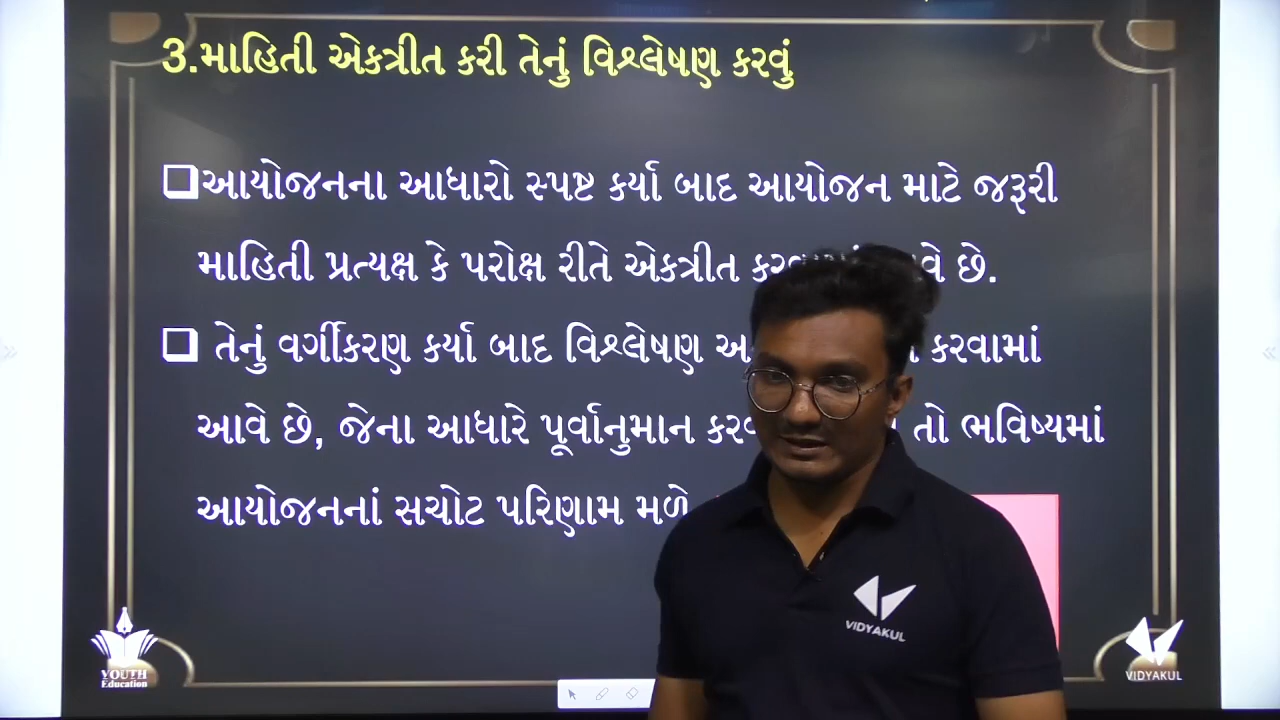 3.માહિતી એકત્રીત કરી તેનું વિશ્લેષણ કરવું
આયોજનના આધારો સ્પષ્ટ કર્યા બાદ આયોજન માટે જરૂરી
માહિતી પ્રત્યક્ષ કે પરોક્ષ રીતે એકત્રીત છે.
તેનું વર્ગીકરણ કર્યા બાદ વિશ્લેષણ કરવામાં
આવે છે, જેના આધારે પૂર્વાનુમાન તો ભવિષ્યમાં
આયોજનનાં સચોટ પરિણામ મળે
VIDYAKUL
YOUTH
Education
VIDYAKUL